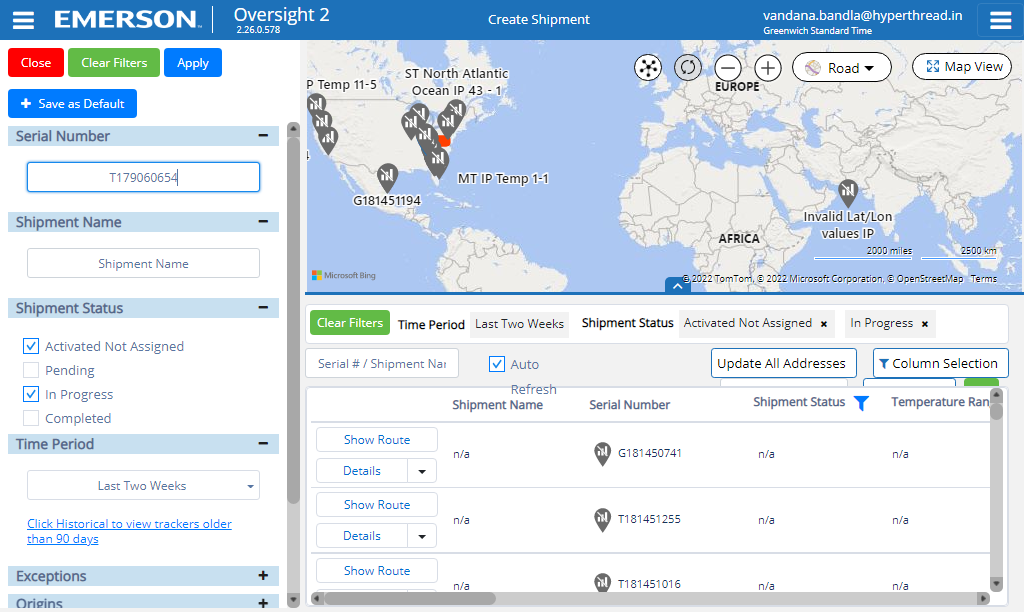 EMERSON
Oversight 2
2.26.0.578
Create Shipment
vandana.bandla@hyperthread.in
Greenwich Standard Time
Close
Clear Filters
Apply
+ Save as Default
Serial Number
T179060654
Shipment Name
Shipment Name
Shipment Status
Activated Not Assigned
Pending
In Progress
Completed
Time Period
Last Two Weeks
Click Historical to view trackers older
than 90 days
Exceptions
Origins
P Temp 11-5
ST North Atlantic
Ocean IP 43 - 1
MT IP Temp 1-1
G181451194
EUROPE
Road
Map View
AFRICA
Invalid Lat/Lon
values IP
2000 miles
2500 km
Microsoft Bing
© 2022 TomTom, © 2022 Microsoft Corporation, © OpenStreetMap Terms
Clear Filters
Time Period
Last Two Weeks
Shipment Status
Activated Not Assigned ×
In Progress ×
Serial # / Shipment Nar
Auto
Refresh
Update All Addresses
Column Selection
Shipment Name
Serial Number
Shipment Status
Temperature Ran
Show Route
Details
n/a
G181450741
n/a
n/a
Show Route
Details
n/a
T181451255
n/a
n/a
Show Route
n/a
T181451016
n/a
n/a